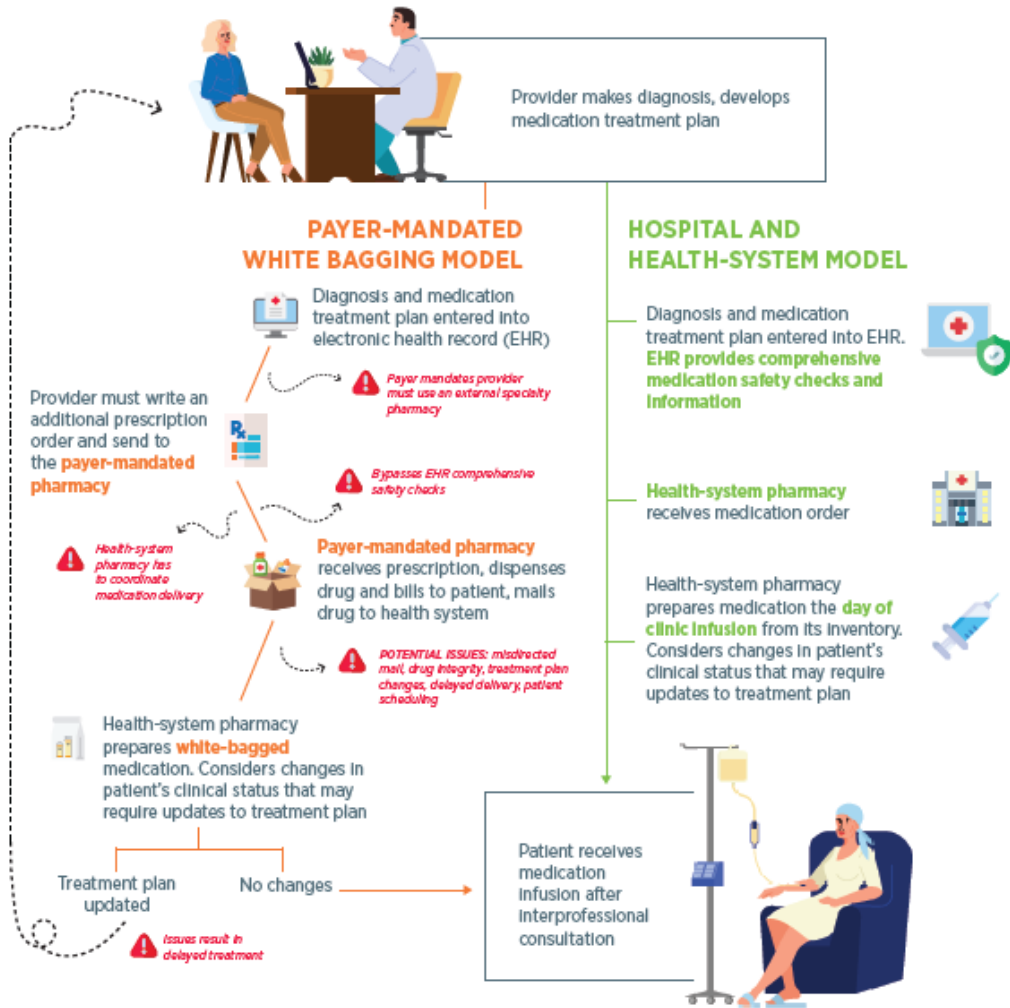 Provider makes diagnosis, develops
medication treatment plan
PAYER-MANDATED
WHITE BAGGING MODEL
Diagnosis and medication
treatment plan entered into
electronic health record (EHR)
Payer mandates provider
must use an external specialty
pharmacy
Provider must write an
additional prescription
order and send to
the payer-mandated
pharmacy
Rx
Bypasses EHR comprehensive
safety checks
Health-system
pharmacy has
to coordinate
medication delivery
Payer-mandated pharmacy
receives prescription, dispenses
drug and bills to patient, mails
drug to health system
POTENTIAL ISSUES: misdirected
mail, drug integrity, treatment plan
changes, delayed delivery, patient
scheduling
Health-system pharmacy
prepares white-bagged
medication. Considers changes in
patient's clinical status that may
require updates to treatment plan
Treatment plan
updated
No changes
Issues result in
delayed treatment
HOSPITAL AND
HEALTH-SYSTEM MODEL
Diagnosis and medication
treatment plan entered into EHR.
EHR provides comprehensive
medication safety checks and
information
Health-system pharmacy
receives medication order
Health-system pharmacy
prepares medication the day of
clinic infusion from its inventory.
Considers changes in patient's
clinical status that may require
updates to treatment plan
Patient receives
medication
infusion after
interprofessional
consultation